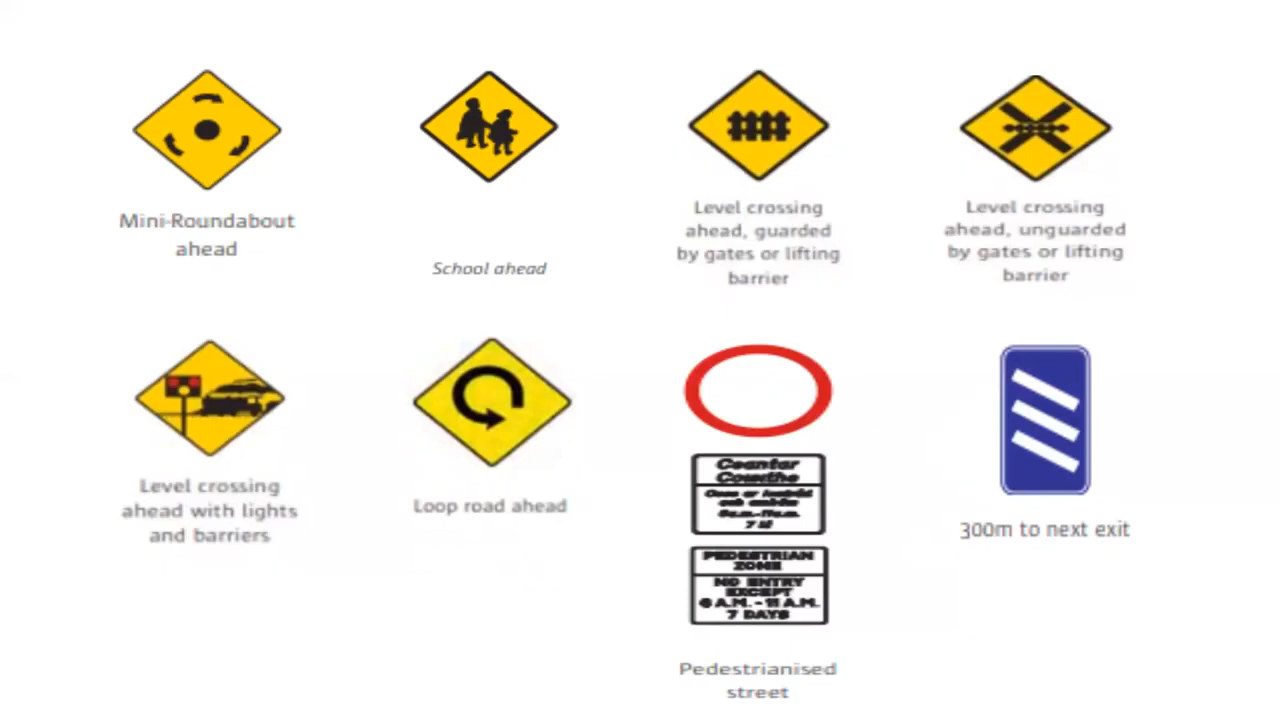 Mini-Roundabout
ahead
School ahead
Level crossing
ahead, guarded
by gates or lifting
barrier
Level crossing
ahead, unguarded
by gates or lifting
barrier
Level crossing
ahead with lights
and barriers
Loop road ahead
PEDESTRIAN
ZONE
NO ENTRY
EXCEPT
6 A.M. - 11 A.M.
7 DAYS
Pedestrianised
street
300m to next exit